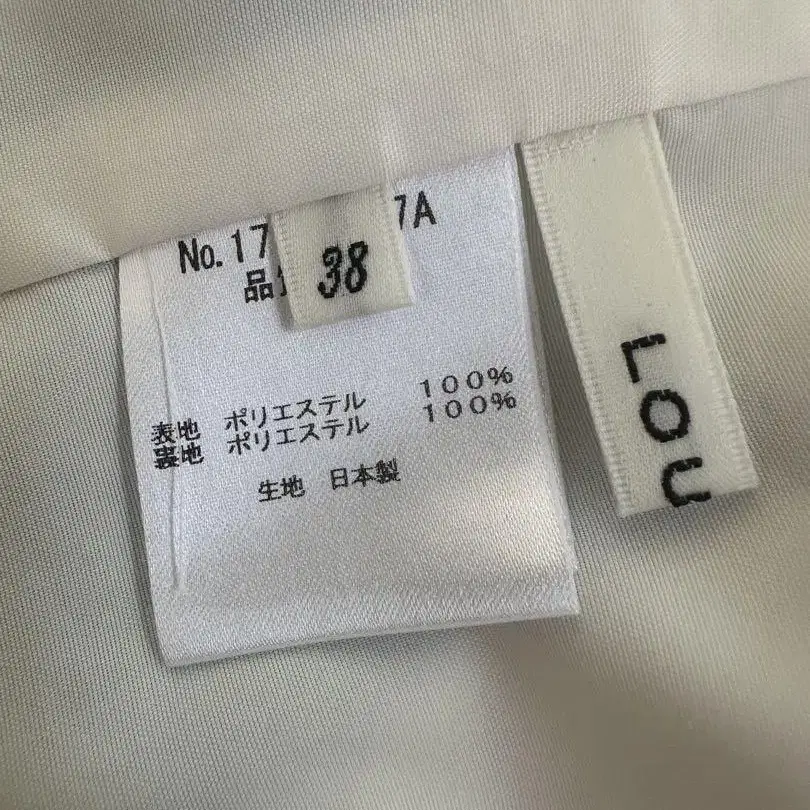 No.17 7A
品
38
表地 ポリエステル 100%
裏地 ポリエステル 100%
生地 日本製
LOU